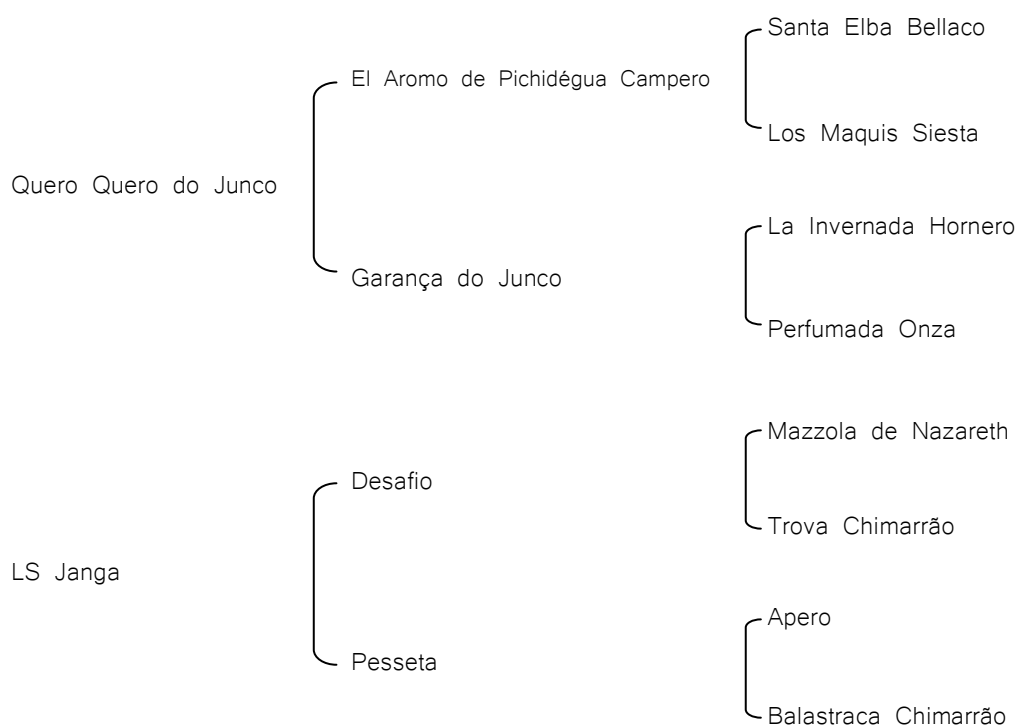 Santa Elba Bellaco
El Aromo de Pichidégua Campero
Los Maquis Siesta
Quero Quero do Junco
La Invernada Hornero
Garança do Junco
Perfumada Onza
Mazzola de Nazareth
Desafio
Trova Chimarrão
LS Janga
Apero
Pesseta
Balastraca Chimarrão